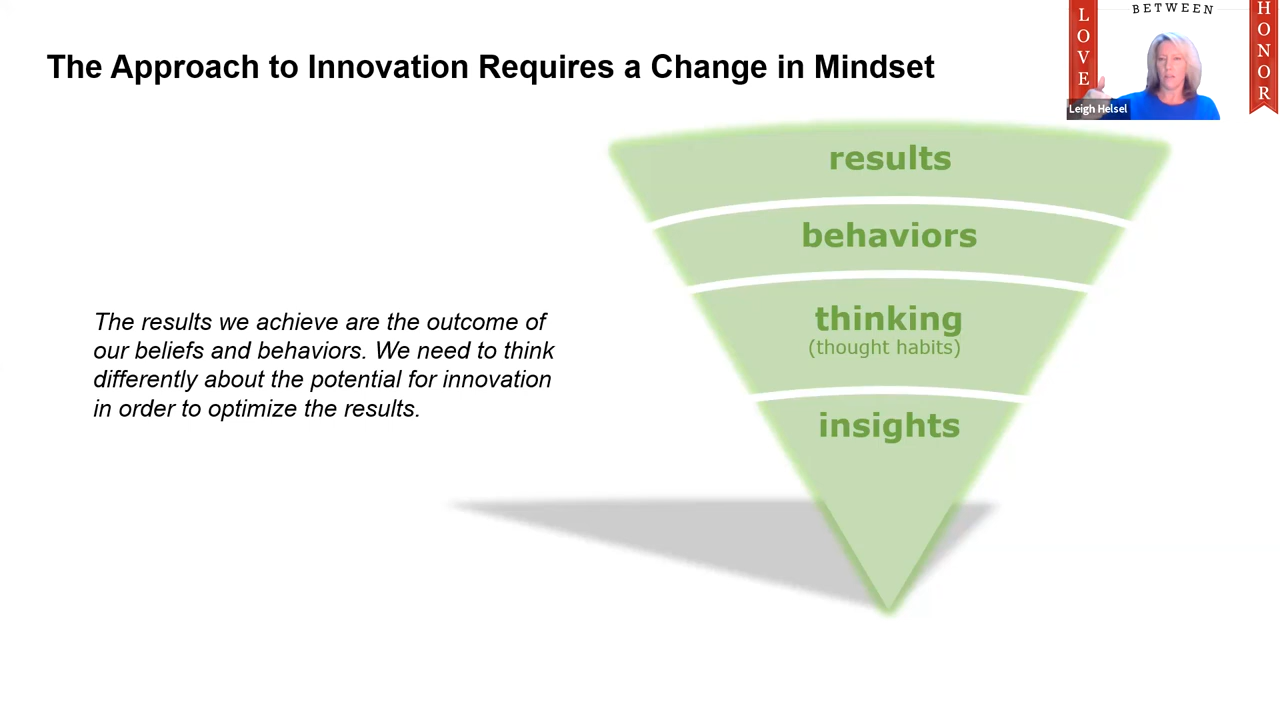 The Approach to Innovation Requires a Change in Mindset
LOVE
BETWEEN
HONOR
Leigh Helsel
results
behaviors
thinking
(thought habits)
insights
The results we achieve are the outcome of
our beliefs and behaviors. We need to think
differently about the potential for innovation
in order to optimize the results.